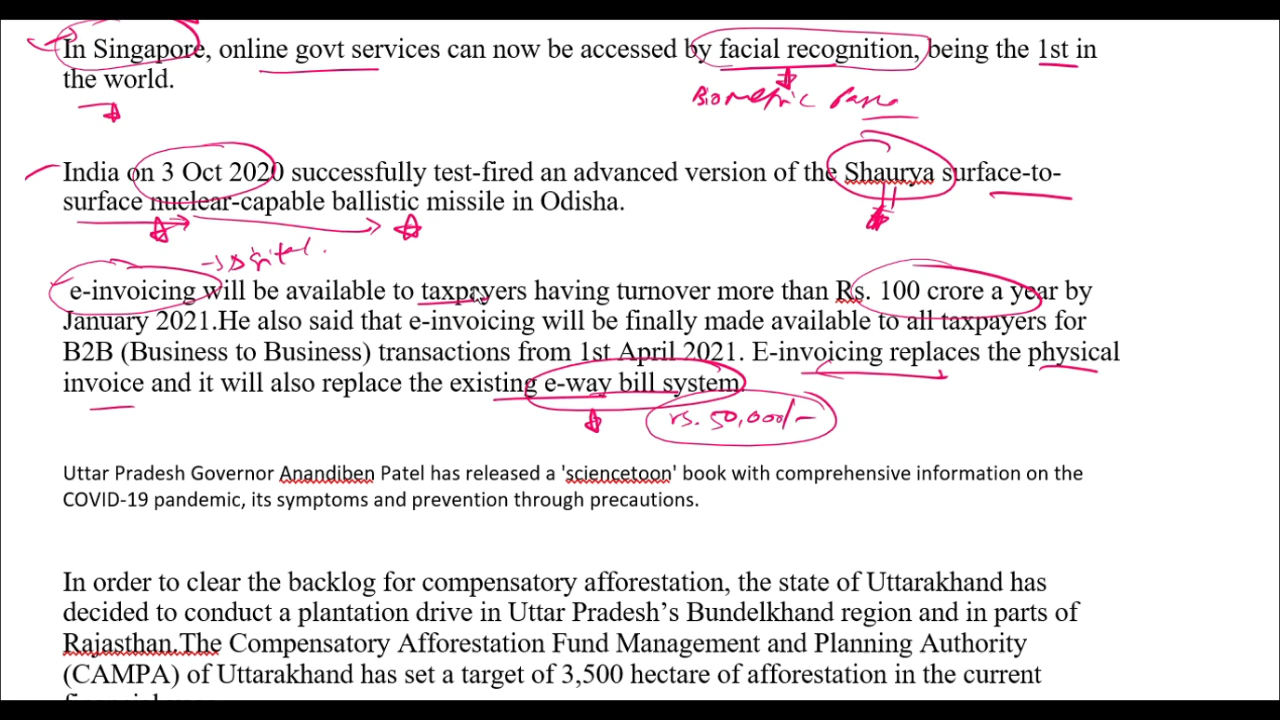 In Singapore, online govt services can now be accessed by facial recognition, being the 1st in
the world.
Biometric
India on 3 Oct 2020 successfully test-fired an advanced version of the Shaurya surface-to-
surface nuclear-capable ballistic missile in Odisha.
→ Digital.
e-invoicing will be available to taxpayers having turnover more than Rs. 100 crore a year by
January 2021.He also said that e-invoicing will be finally made available to all taxpayers for
B2B (Business to Business) transactions from 1st April 2021. E-invoicing replaces the physical
invoice and it will also replace the existing e-way bill system.
rs. 50,000/-
Uttar Pradesh Governor Anandiben Patel has released a 'sciencetoon' book with comprehensive information on the
COVID-19 pandemic, its symptoms and prevention through precautions.
In order to clear the backlog for compensatory afforestation, the state of Uttarakhand has
decided to conduct a plantation drive in Uttar Pradesh’s Bundelkhand region and in parts of
Rajasthan.The Compensatory Afforestation Fund Management and Planning Authority
(CAMPA) of Uttarakhand has set a target of 3,500 hectare of afforestation in the current